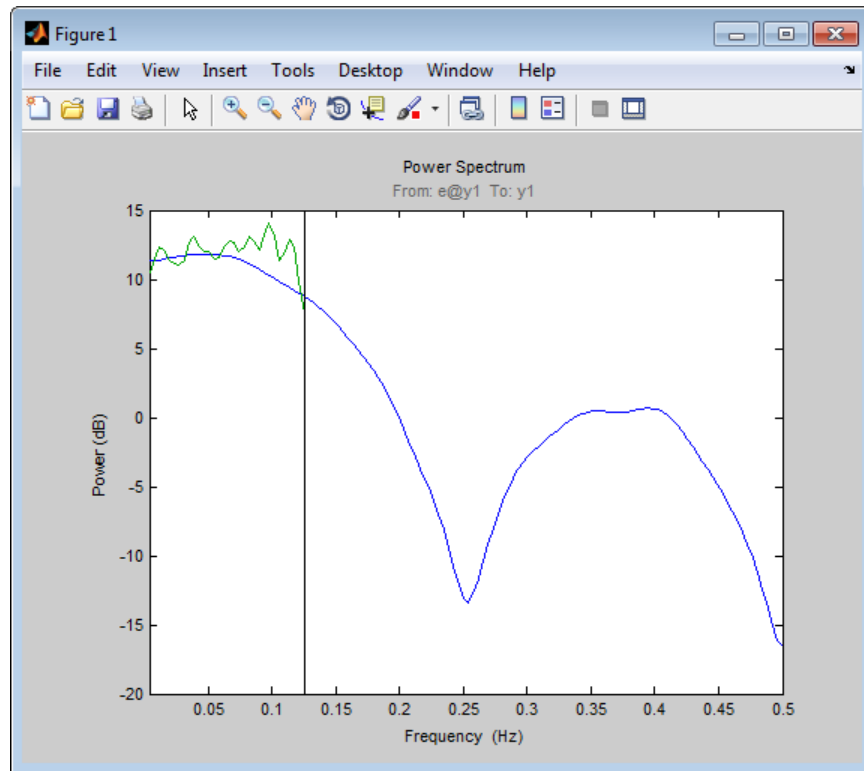 Figure 1
File Edit View Insert Tools Desktop Window Help
Power Spectrum
From: e@y1 To: y1
15
10
5
0
-5
-10
-15
-20
Power (dB)
0.05 0.1 0.15 0.2 0.25 0.3 0.35 0.4 0.45 0.5
Frequency (Hz)